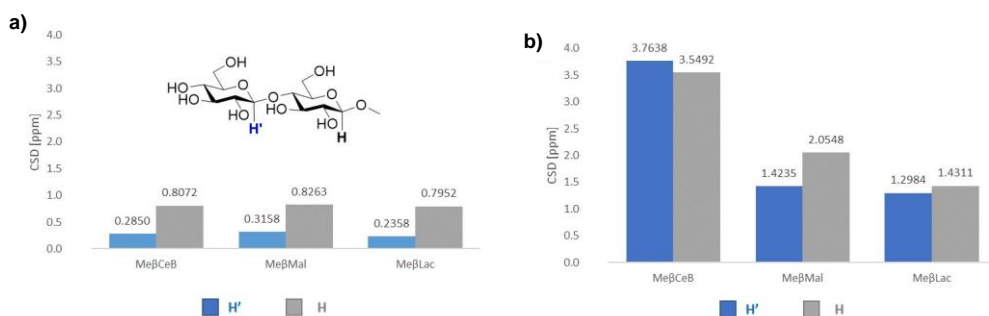 a)
4.0
3.5
3.0
2.5
2.0
1.5
1.0
0.5
0.0
CSD [ppm]
OH
HO
HO
OH
O
O
OH
O
HO
OH
O
H'
H
0.2850
0.8072
0.3158
0.8263
0.2358
0.7952
MeβCeB
MeβMal
MeβLac
H'
H
b)
4.0
3.5
3.0
2.5
2.0
1.5
1.0
0.5
0.0
CSD [ppm]
3.7638
3.5492
1.4235
2.0548
1.2984
1.4311
MeβCeB
MeβMal
MeβLac
H'
H